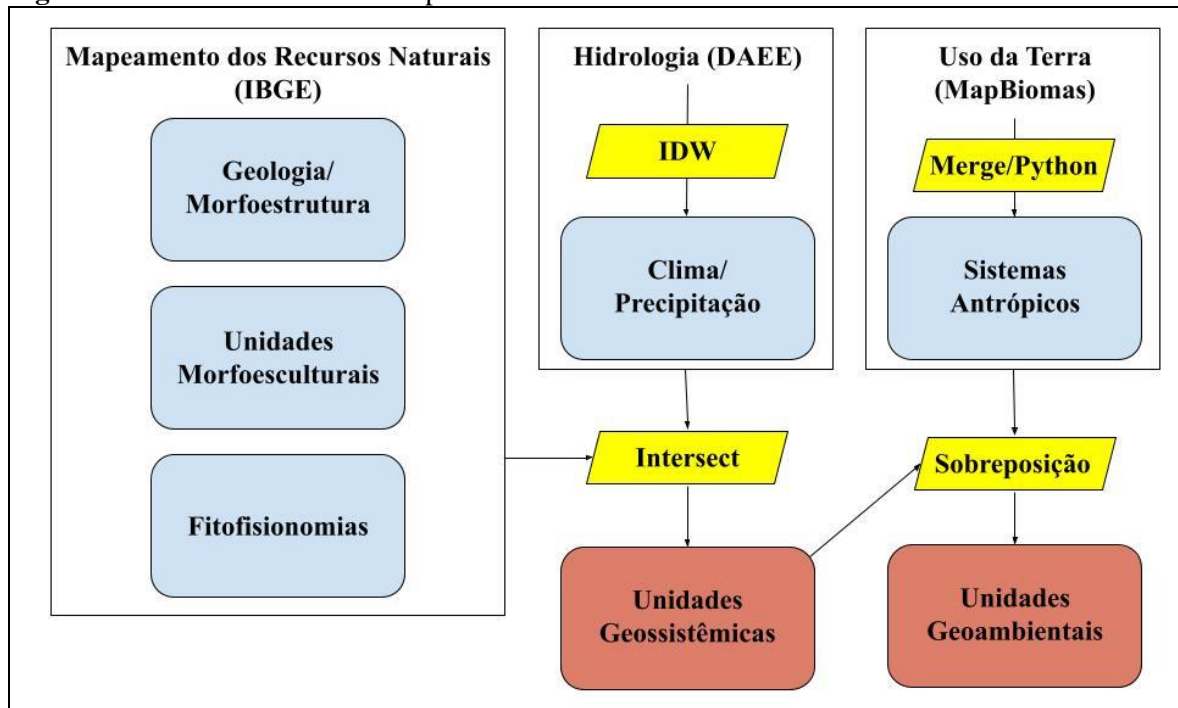 Mapeamento dos Recursos Naturais
(IBGE)
Geologia/
Morfoestrutura
Unidades
Morfoesculturais
Fitofisionomias
Hidrologia (DAEE)
IDW
Clima/
Precipitação
Intersect
Unidades
Geossistêmicas
Uso da Terra
(MapBiomas)
Merge/Python
Sistemas
Antrópicos
Sobreposição
Unidades
Geoambientais